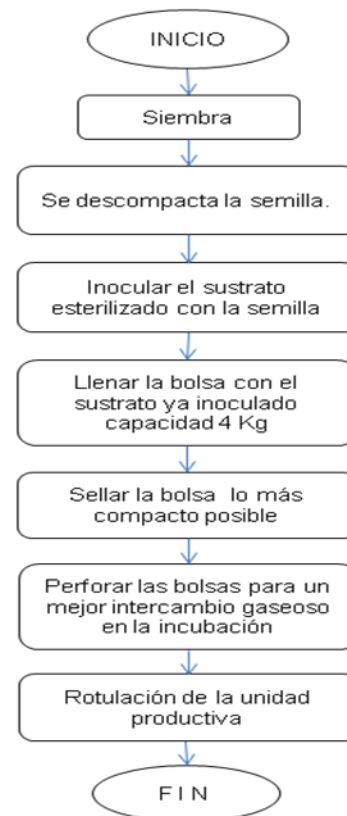 INICIO
Siembra
Se descompacta la semilla.
Inocular el sustrato
esterilizado con la semilla
Llenar la bolsa con el
sustrato ya inoculado
capacidad 4 Kg
Sellar la bolsa lo más
compacto posible
Perforar las bolsas para un
mejor intercambio gaseoso
en la incubación
Rotulación de la unidad
productiva
F I N